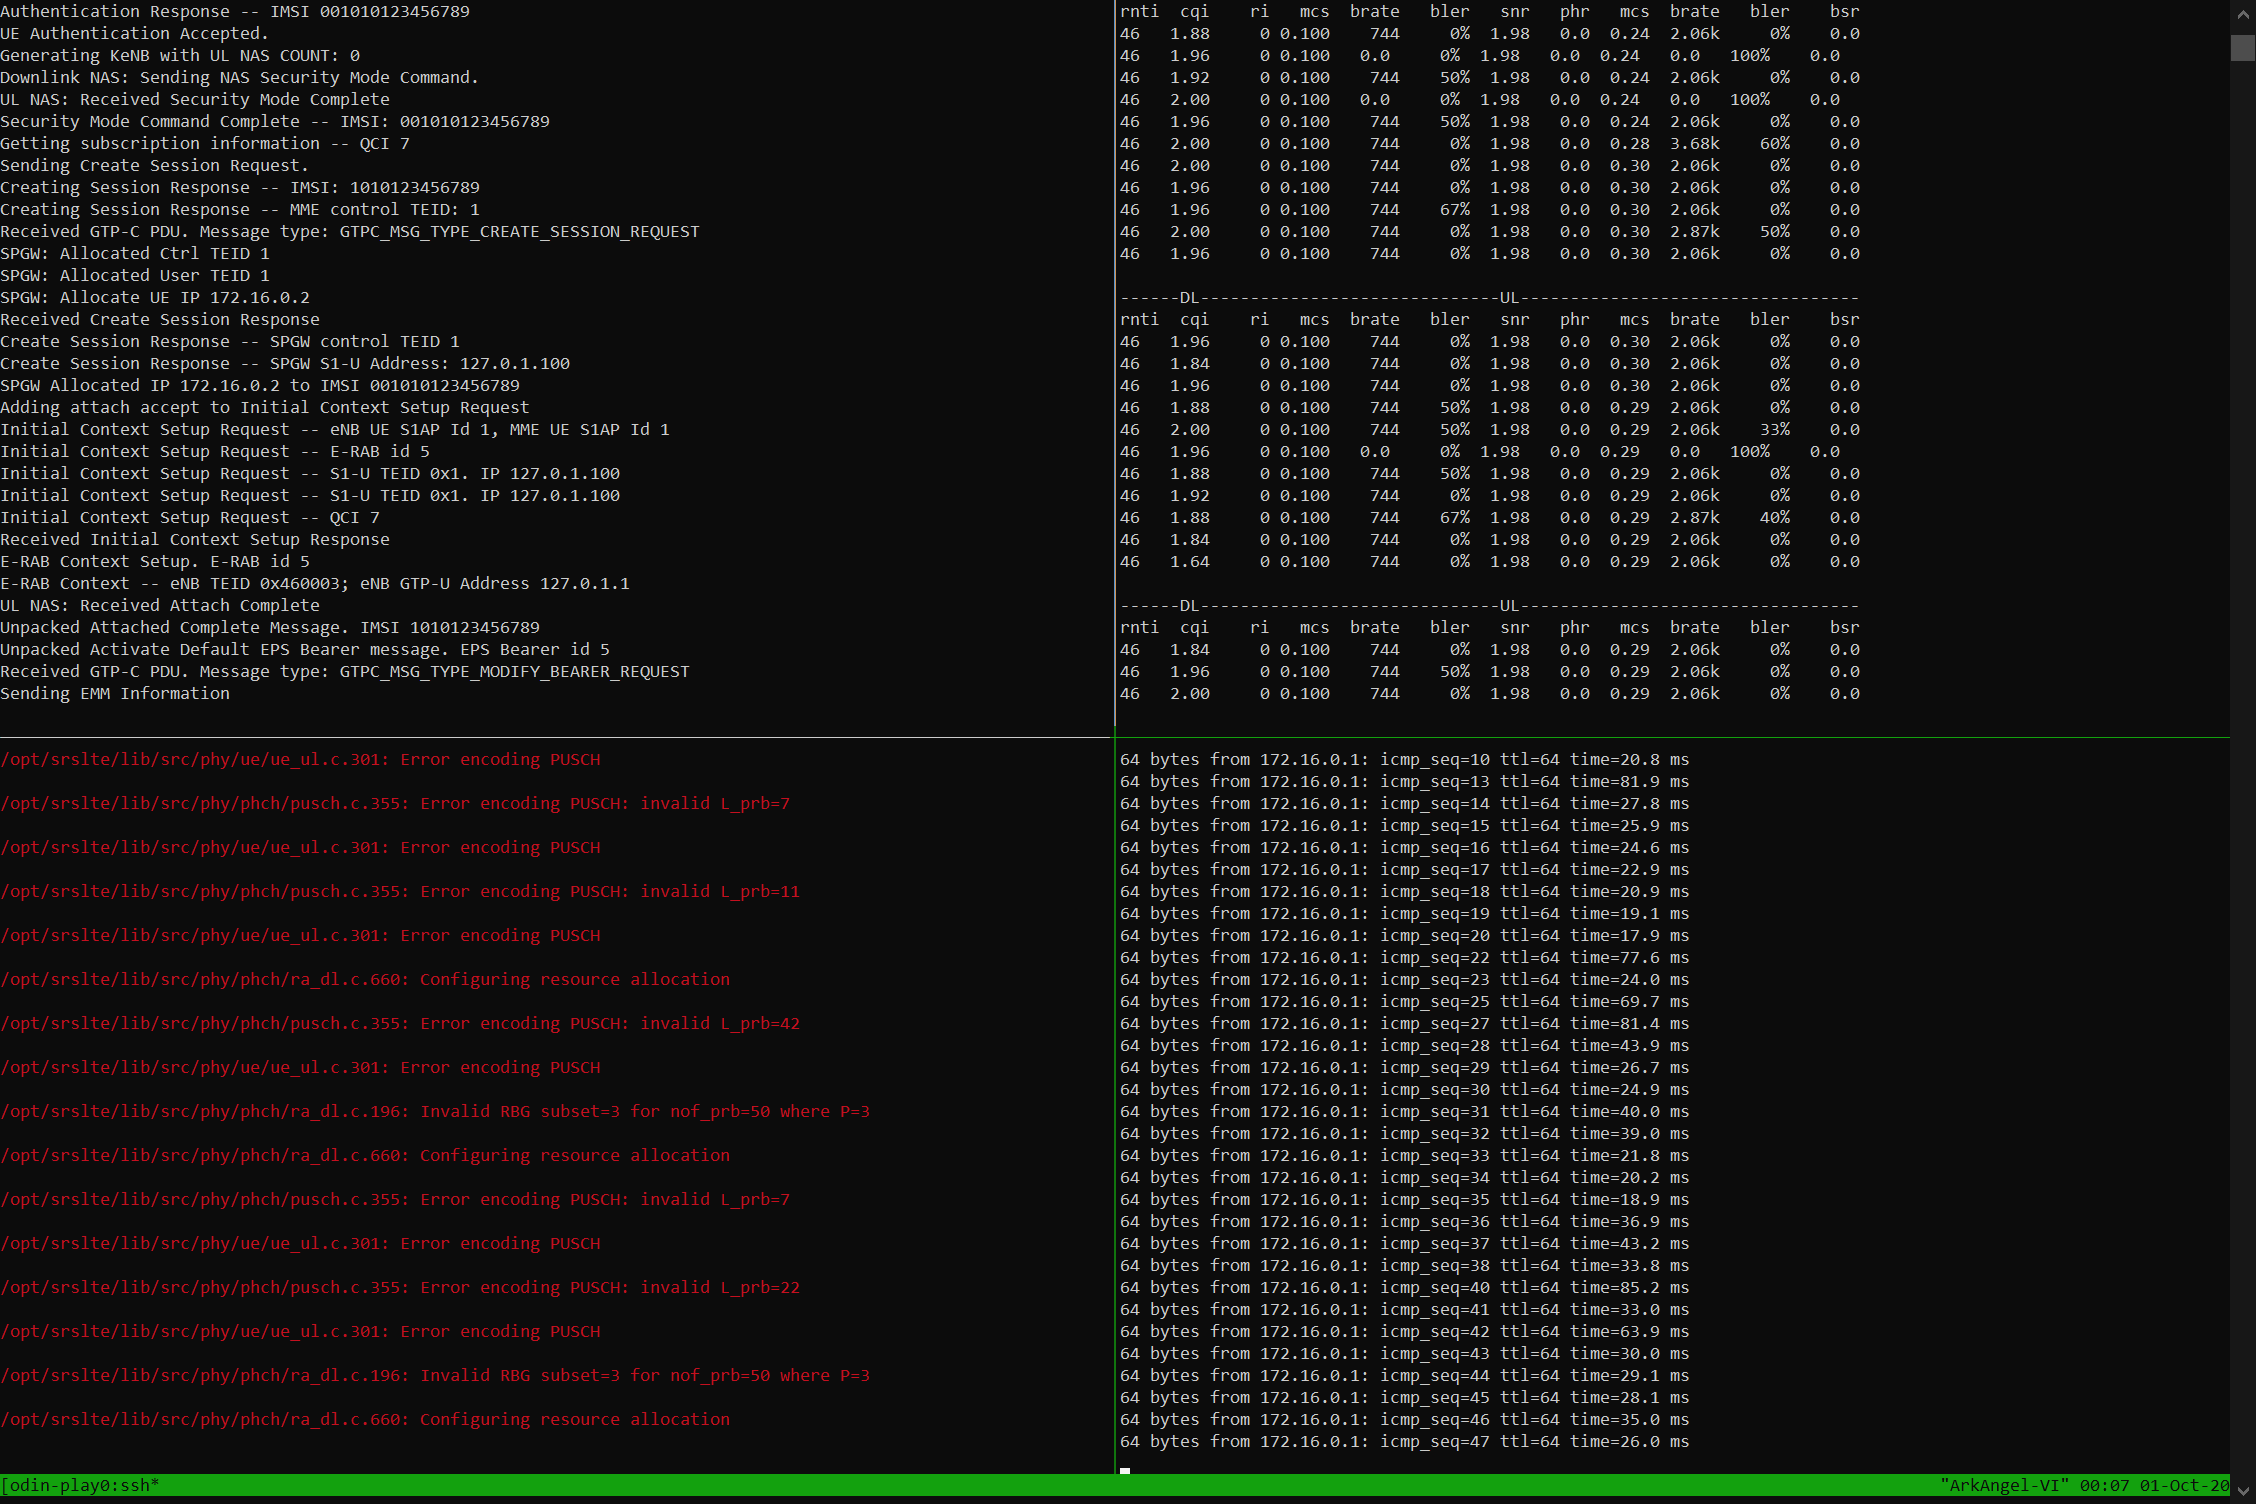 Authentication Response -- IMSI 001010123456789
UE Authentication Accepted.
Generating KeNB with UL NAS COUNT: 0
Downlink NAS: Sending NAS Security Mode Command.
UL NAS: Received Security Mode Complete
Security Mode Command Complete -- IMSI: 001010123456789
Getting subscription information -- QCI 7
Sending Create Session Request.
Creating Session Response -- IMSI: 1010123456789
Creating Session Response -- MME control TEID: 1
Received GTP-C PDU. Message type: GTPC_MSG_TYPE_CREATE_SESSION_REQUEST
SPGW: Allocated Ctrl TEID 1
SPGW: Allocated User TEID 1
SPGW: Allocate UE IP 172.16.0.2
Received Create Session Response
Create Session Response -- SPGW control TEID 1
Create Session Response -- SPGW S1-U Address: 127.0.1.100
SPGW Allocated IP 172.16.0.2 to IMSI 001010123456789
Adding attach accept to Initial Context Setup Request
Initial Context Setup Request -- eNB UE S1AP Id 1, MME UE S1AP Id 1
Initial Context Setup Request -- E-RAB id 5
Initial Context Setup Request -- S1-U TEID 0x1. IP 127.0.1.100
Initial Context Setup Request -- S1-U TEID 0x1. IP 127.0.1.100
Initial Context Setup Request -- QCI 7
Received Initial Context Setup Response
E-RAB Context Setup. E-RAB id 5
E-RAB Context -- eNB TEID 0x460003; eNB GTP-U Address 127.0.1.1
UL NAS: Received Attach Complete
Unpacked Attached Complete Message. IMSI 1010123456789
Unpacked Activate Default EPS Bearer message. EPS Bearer id 5
Received GTP-C PDU. Message type: GTPC_MSG_TYPE_MODIFY_BEARER_REQUEST
Sending EMM Information
rnti cqi ri mcs brate bler snr phr mcs brate bler bsr
46 1.88 0 0.100 744 0% 1.98 0.0 0.24 2.06k 0% 0.0
46 1.96 0 0.100 0.0 0% 1.98 0.0 0.24 0.0 100% 0.0
46 1.92 0 0.100 744 50% 1.98 0.0 0.24 2.06k 0% 0.0
46 2.00 0 0.100 0.0 0% 1.98 0.0 0.24 0.0 100% 0.0
46 1.96 0 0.100 744 50% 1.98 0.0 0.24 2.06k 0% 0.0
46 2.00 0 0.100 744 0% 1.98 0.0 0.28 3.68k 60% 0.0
46 2.00 0 0.100 744 0% 1.98 0.0 0.30 2.06k 0% 0.0
46 1.96 0 0.100 744 0% 1.98 0.0 0.30 2.06k 0% 0.0
46 1.96 0 0.100 744 67% 1.98 0.0 0.30 2.06k 0% 0.0
46 2.00 0 0.100 744 0% 1.98 0.0 0.30 2.87k 50% 0.0
46 1.96 0 0.100 744 0% 1.98 0.0 0.30 2.06k 0% 0.0
------DL------------------------------UL----------------------------------
rnti cqi ri mcs brate bler snr phr mcs brate bler bsr
46 1.96 0 0.100 744 0% 1.98 0.0 0.30 2.06k 0% 0.0
46 1.84 0 0.100 744 0% 1.98 0.0 0.30 2.06k 0% 0.0
46 1.96 0 0.100 744 0% 1.98 0.0 0.30 2.06k 0% 0.0
46 1.88 0 0.100 744 50% 1.98 0.0 0.29 2.06k 0% 0.0
46 2.00 0 0.100 744 50% 1.98 0.0 0.29 2.06k 33% 0.0
46 1.96 0 0.100 0.0 0% 1.98 0.0 0.29 0.0 100% 0.0
46 1.88 0 0.100 744 50% 1.98 0.0 0.29 2.06k 0% 0.0
46 1.92 0 0.100 744 0% 1.98 0.0 0.29 2.06k 0% 0.0
46 1.88 0 0.100 744 67% 1.98 0.0 0.29 2.87k 40% 0.0
46 1.84 0 0.100 744 0% 1.98 0.0 0.29 2.06k 0% 0.0
46 1.64 0 0.100 744 0% 1.98 0.0 0.29 2.06k 0% 0.0
------DL------------------------------UL----------------------------------
rnti cqi ri mcs brate bler snr phr mcs brate bler bsr
46 1.84 0 0.100 744 0% 1.98 0.0 0.29 2.06k 0% 0.0
46 1.96 0 0.100 744 50% 1.98 0.0 0.29 2.06k 0% 0.0
46 2.00 0 0.100 744 0% 1.98 0.0 0.29 2.06k 0% 0.0
/opt/srslte/lib/src/phy/ue/ue_ul.c.301: Error encoding PUSCH
/opt/srslte/lib/src/phy/phch/pusch.c.355: Error encoding PUSCH: invalid L_prb=7
/opt/srslte/lib/src/phy/ue/ue_ul.c.301: Error encoding PUSCH
/opt/srslte/lib/src/phy/phch/pusch.c.355: Error encoding PUSCH: invalid L_prb=11
/opt/srslte/lib/src/phy/ue/ue_ul.c.301: Error encoding PUSCH
/opt/srslte/lib/src/phy/phch/ra_dl.c.660: Configuring resource allocation
/opt/srslte/lib/src/phy/phch/pusch.c.355: Error encoding PUSCH: invalid L_prb=42
/opt/srslte/lib/src/phy/ue/ue_ul.c.301: Error encoding PUSCH
/opt/srslte/lib/src/phy/phch/ra_dl.c.196: Invalid RBG subset=3 for nof_prb=50 where P=3
/opt/srslte/lib/src/phy/phch/ra_dl.c.660: Configuring resource allocation
/opt/srslte/lib/src/phy/phch/pusch.c.355: Error encoding PUSCH: invalid L_prb=7
/opt/srslte/lib/src/phy/ue/ue_ul.c.301: Error encoding PUSCH
/opt/srslte/lib/src/phy/phch/pusch.c.355: Error encoding PUSCH: invalid L_prb=22
/opt/srslte/lib/src/phy/ue/ue_ul.c.301: Error encoding PUSCH
/opt/srslte/lib/src/phy/phch/ra_dl.c.196: Invalid RBG subset=3 for nof_prb=50 where P=3
/opt/srslte/lib/src/phy/phch/ra_dl.c.660: Configuring resource allocation
64 bytes from 172.16.0.1: icmp_seq=10 ttl=64 time=20.8 ms
64 bytes from 172.16.0.1: icmp_seq=13 ttl=64 time=81.9 ms
64 bytes from 172.16.0.1: icmp_seq=14 ttl=64 time=27.8 ms
64 bytes from 172.16.0.1: icmp_seq=15 ttl=64 time=25.9 ms
64 bytes from 172.16.0.1: icmp_seq=16 ttl=64 time=24.6 ms
64 bytes from 172.16.0.1: icmp_seq=17 ttl=64 time=22.9 ms
64 bytes from 172.16.0.1: icmp_seq=18 ttl=64 time=20.9 ms
64 bytes from 172.16.0.1: icmp_seq=19 ttl=64 time=19.1 ms
64 bytes from 172.16.0.1: icmp_seq=20 ttl=64 time=17.9 ms
64 bytes from 172.16.0.1: icmp_seq=22 ttl=64 time=77.6 ms
64 bytes from 172.16.0.1: icmp_seq=23 ttl=64 time=24.0 ms
64 bytes from 172.16.0.1: icmp_seq=25 ttl=64 time=69.7 ms
64 bytes from 172.16.0.1: icmp_seq=27 ttl=64 time=81.4 ms
64 bytes from 172.16.0.1: icmp_seq=28 ttl=64 time=43.9 ms
64 bytes from 172.16.0.1: icmp_seq=29 ttl=64 time=26.7 ms
64 bytes from 172.16.0.1: icmp_seq=30 ttl=64 time=24.9 ms
64 bytes from 172.16.0.1: icmp_seq=31 ttl=64 time=40.0 ms
64 bytes from 172.16.0.1: icmp_seq=32 ttl=64 time=39.0 ms
64 bytes from 172.16.0.1: icmp_seq=33 ttl=64 time=21.8 ms
64 bytes from 172.16.0.1: icmp_seq=34 ttl=64 time=20.2 ms
64 bytes from 172.16.0.1: icmp_seq=35 ttl=64 time=18.9 ms
64 bytes from 172.16.0.1: icmp_seq=36 ttl=64 time=36.9 ms
64 bytes from 172.16.0.1: icmp_seq=37 ttl=64 time=43.2 ms
64 bytes from 172.16.0.1: icmp_seq=38 ttl=64 time=33.8 ms
64 bytes from 172.16.0.1: icmp_seq=40 ttl=64 time=85.2 ms
64 bytes from 172.16.0.1: icmp_seq=41 ttl=64 time=33.0 ms
64 bytes from 172.16.0.1: icmp_seq=42 ttl=64 time=63.9 ms
64 bytes from 172.16.0.1: icmp_seq=43 ttl=64 time=30.0 ms
64 bytes from 172.16.0.1: icmp_seq=44 ttl=64 time=29.1 ms
64 bytes from 172.16.0.1: icmp_seq=45 ttl=64 time=28.1 ms
64 bytes from 172.16.0.1: icmp_seq=46 ttl=64 time=35.0 ms
64 bytes from 172.16.0.1: icmp_seq=47 ttl=64 time=26.0 ms
[odin-play0:ssh* "ArkAngel-VI" 00:07 01-Oct-20